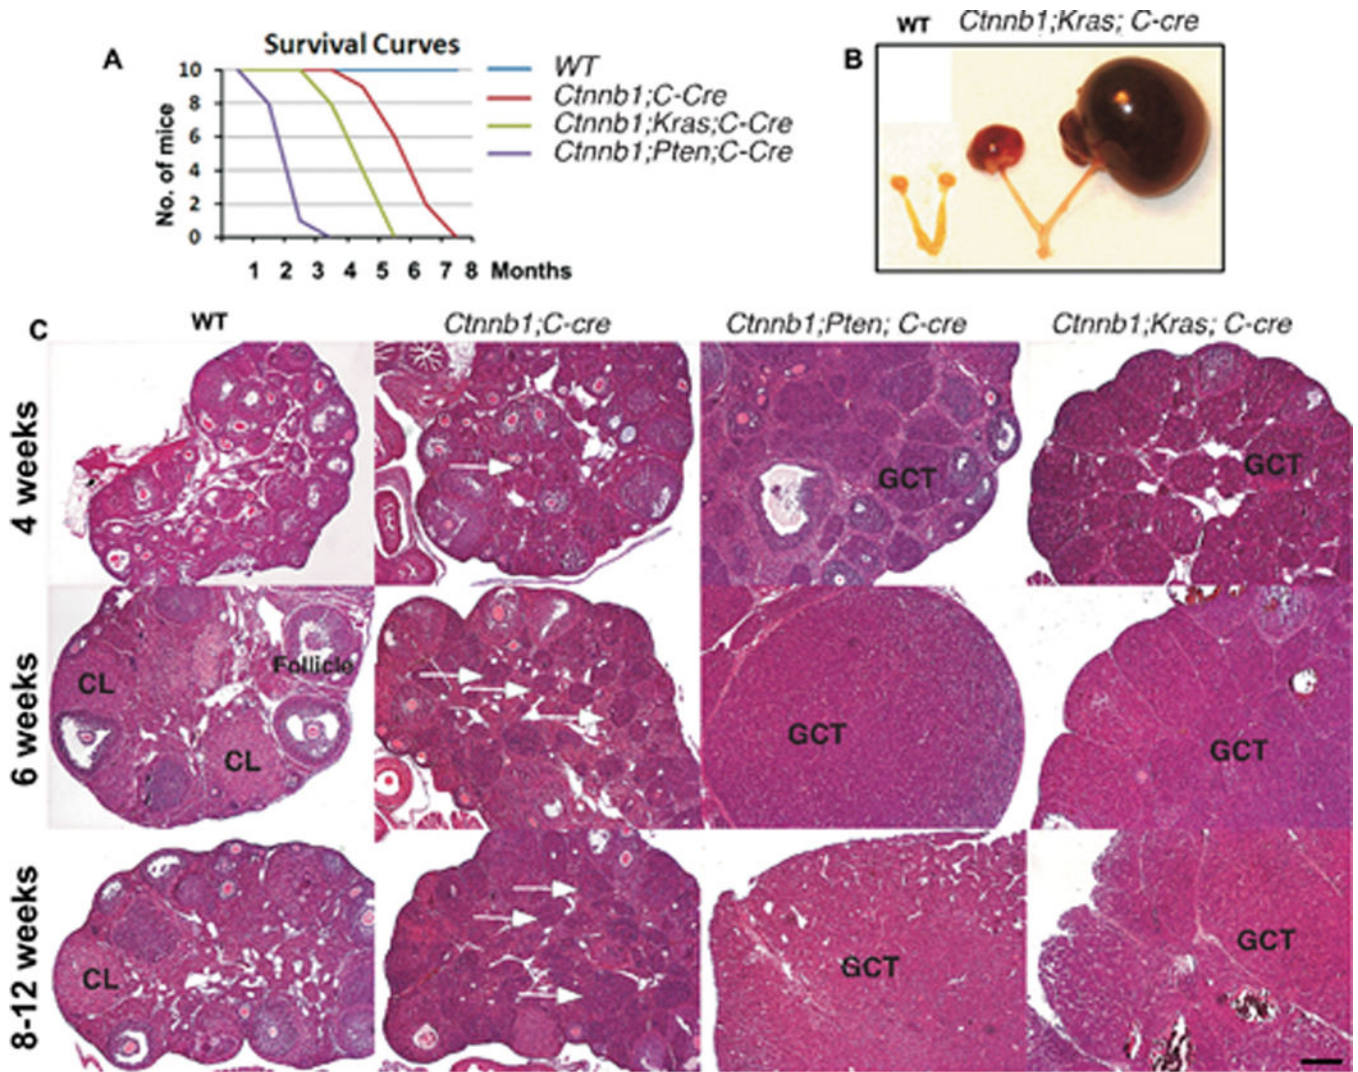 A
Survival Curves
No. of mice
10
8
6
4
2
0
1 2 3 4 5 6 7 8 Months
WT
Ctnnb1;C-Cre
Ctnnb1;Kras;C-Cre
Ctnnb1;Pten;C-Cre
B
WT Ctnnb1;Kras; C-cre
C
WT Ctnnb1;C-cre Ctnnb1;Pten; C-cre Ctnnb1;Kras; C-cre
4 weeks
GCT GCT
6 weeks
CL Follicle CL GCT GCT
8-12 weeks
CL GCT GCT